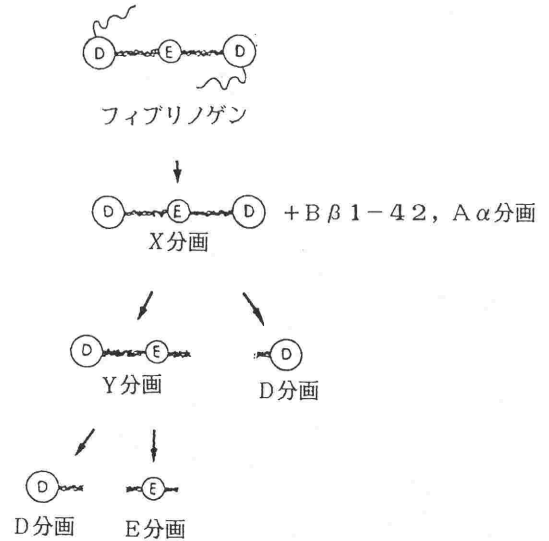 D E D
フィブリノゲン
D E D +Bβ1-42, Aα分画
X分画
D E D
Y分画 D分画
D E
D分画 E分画